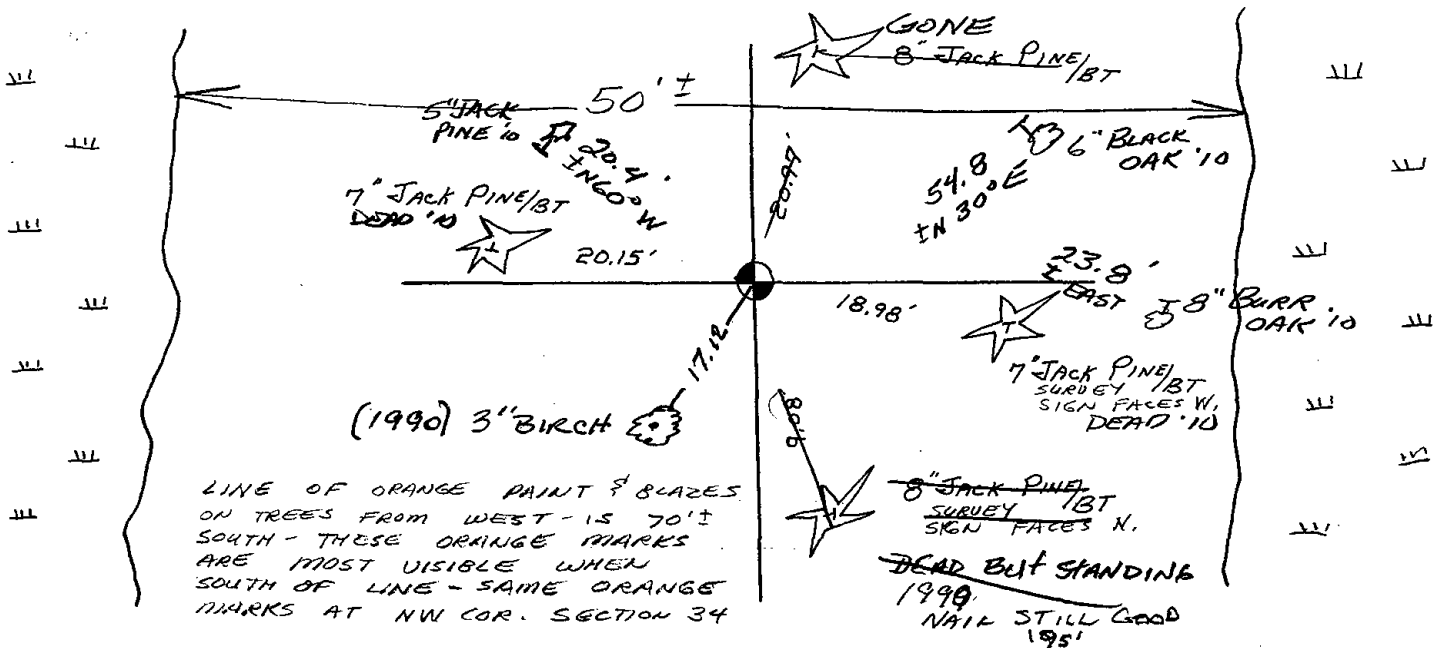 GONE
8" JACK PINE/BT
50'±
5" JACK
PINE '10
20.4'
±N60°W
20.97'
54.8
±N 30° E
6" BLACK
OAK '10
7" JACK PINE/BT
DEAD '10
20.15'
23.8'
± EAST
18.98'
8" BURR
OAK '10
17.12
7" JACK PINE/BT
SURVEY
SIGN FACES W.
DEAD '10
(1990) 3" BIRCH
8" JACK PINE/BT
SURVEY
SIGN FACES N.
DEAD BUT STANDING
NAIL STILL GOOD
LINE OF ORANGE PAINT & BLAZES
ON TREES FROM WEST - IS 70'±
SOUTH - THESE ORANGE MARKS
ARE MOST VISIBLE WHEN
SOUTH OF LINE - SAME ORANGE
MARKS AT NW COR. SECTION 34